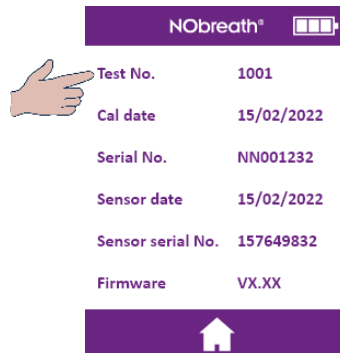 NObreath®
Test No. 1001
Cal date 15/02/2022
Serial No. NN001232
Sensor date 15/02/2022
Sensor serial No. 157649832
Firmware VX.XX